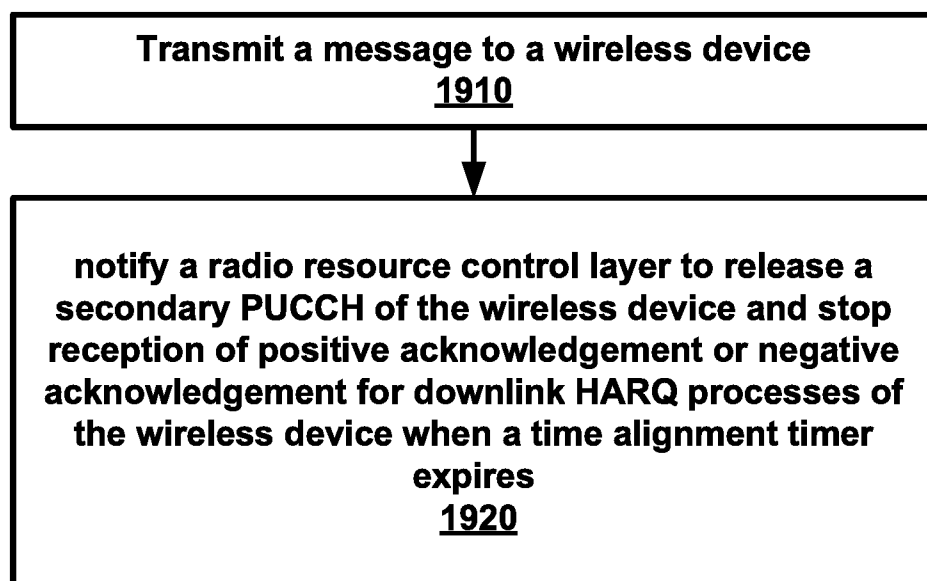 Transmit a message to a wireless device
1910
notify a radio resource control layer to release a
secondary PUCCH of the wireless device and stop
reception of positive acknowledgement or negative
acknowledgement for downlink HARQ processes of
the wireless device when a time alignment timer
expires
1920